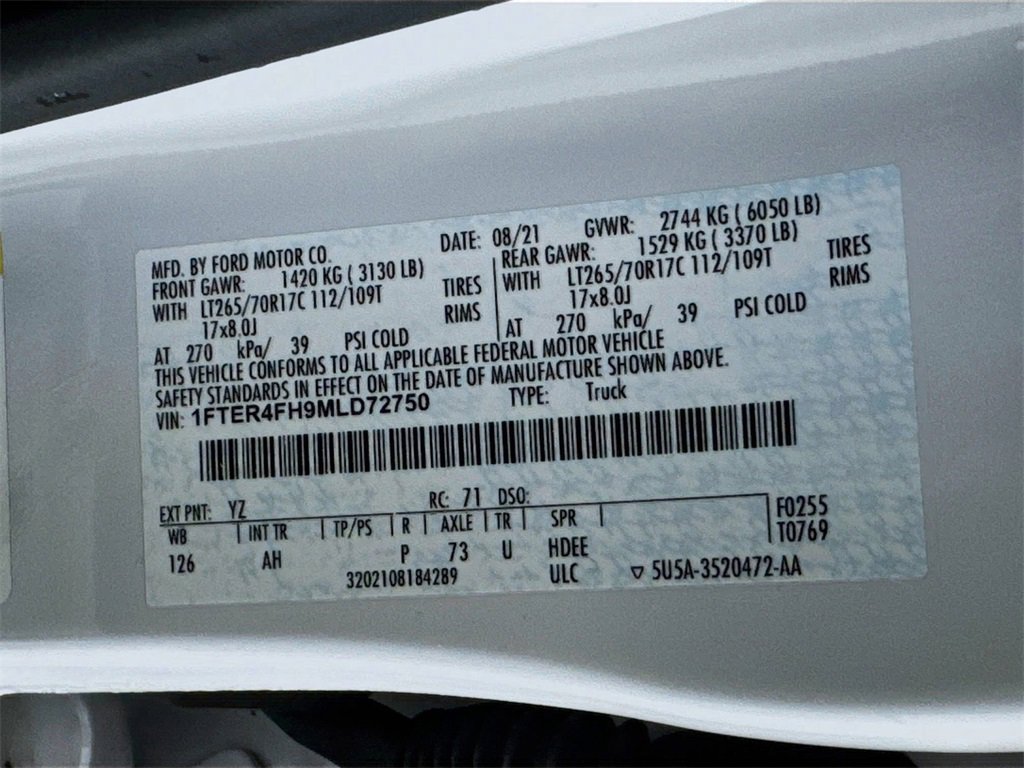 MFD. BY FORD MOTOR CO.
DATE: 08/21 GVWR: 2744 KG ( 6050 LB)
FRONT GAWR: 1420 KG ( 3130 LB)
WITH LT265/70R17C 112/109T TIRES
17x8.0J RIMS
AT 270 kPa/ 39 PSI COLD
REAR GAWR: 1529 KG ( 3370 LB)
WITH LT265/70R17C 112/109T TIRES
17x8.0J RIMS
AT 270 kPa/ 39 PSI COLD
THIS VEHICLE CONFORMS TO ALL APPLICABLE FEDERAL MOTOR VEHICLE
SAFETY STANDARDS IN EFFECT ON THE DATE OF MANUFACTURE SHOWN ABOVE.
VIN: 1FTER4FH9MLD72750 TYPE: Truck
EXT PNT: YZ RC: 71 DSO:
WB INT TR TP/PS R AXLE TR SPR F0255
126 AH P 73 U HDEE T0769
3202108184289 ULC ▽ 5U5A-3520472-AA